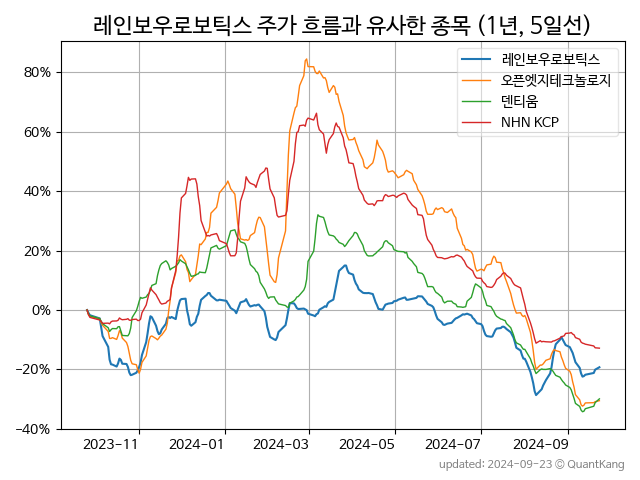 레인보우로보틱스 주가 흐름과 유사한 종목 (1년, 5일선)
레인보우로보틱스
오픈엣지테크놀로지
덴티움
NHN KCP
80%
60%
40%
20%
0%
−20%
−40%
2023-11
2024-01
2024-03
2024-05
2024-07
2024-09
updated: 2024-09-23 © QuantKang